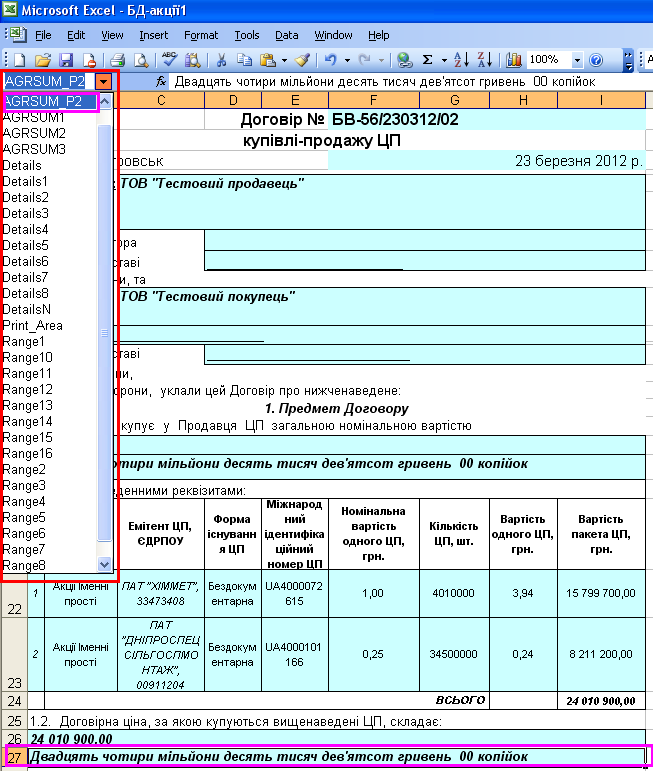 Microsoft Excel - БД-акції1
File Edit View Insert Format Tools Data Window Help
Σ 100%
AGRSUM_P2 fx Двадцять чотири мільйони десять тисяч дев'ятсот гривень 00 копійок
C D E F G H I
AGRSUM_P2
AGRSUM1
AGRSUM2
AGRSUM3
Details
Details1
Details2
Details3
Details4
Details5
Details6
Details7
Details8
DetailsN
Print_Area
Range1
Range10
Range11
Range12
Range13
Range14
Range15
Range16
Range2
Range3
Range4
Range5
Range6
Range7
Range8
Договір № БВ-56/230312/02
купівлі-продажу ЦП
ровськ 23 березня 2012 р.
ТОВ "Тестовий продавець"
ора
таві
ни, та
ТОВ "Тестовий покупець"
таві
они,
орони, уклали цей Договір про нижченаведене:
1. Предмет Договору
купує у Продавця ЦП загальною номінальною вартістю
отири мільйони десять тисяч дев'ятсот гривень 00 копійок
еденними реквізитами:
Емітент ЦП, ЄДРПОУ
Форма існування ЦП
Міжнародний ідентифікаційний номер ЦП
Номінальна вартість одного ЦП, грн.
Кількість ЦП, шт.
Вартість одного ЦП, грн.
Вартість пакета ЦП, грн.
22 1 Акції Іменні прості ПАТ "ХІММЕТ", 33473408 Бездокументарна UA4000072615 1,00 4010000 3,94 15 799 700,00
23 2 Акції Іменні прості ПАТ "ДНІПРОСПЕЦСІЛЬГОСПМОНТАЖ", 00911204 Бездокументарна UA4000101166 0,25 34500000 0,24 8 211 200,00
24 ВСЬОГО 24 010 900,00
25 1.2. Договірна ціна, за якою купуються вищенаведені ЦП, складає:
26 24 010 900,00
27 Двадцять чотири мільйони десять тисяч дев'ятсот гривень 00 копійок